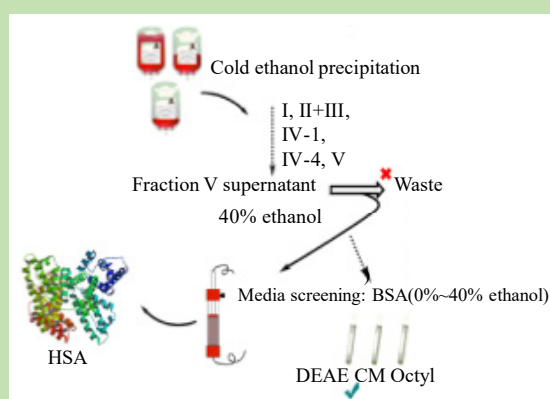 Cold ethanol precipitation
I, II+III,
IV-1,
IV-4, V
Fraction V supernatant
Waste
40% ethanol
Media screening: BSA(0%~40% ethanol)
HSA
DEAE CM Octyl